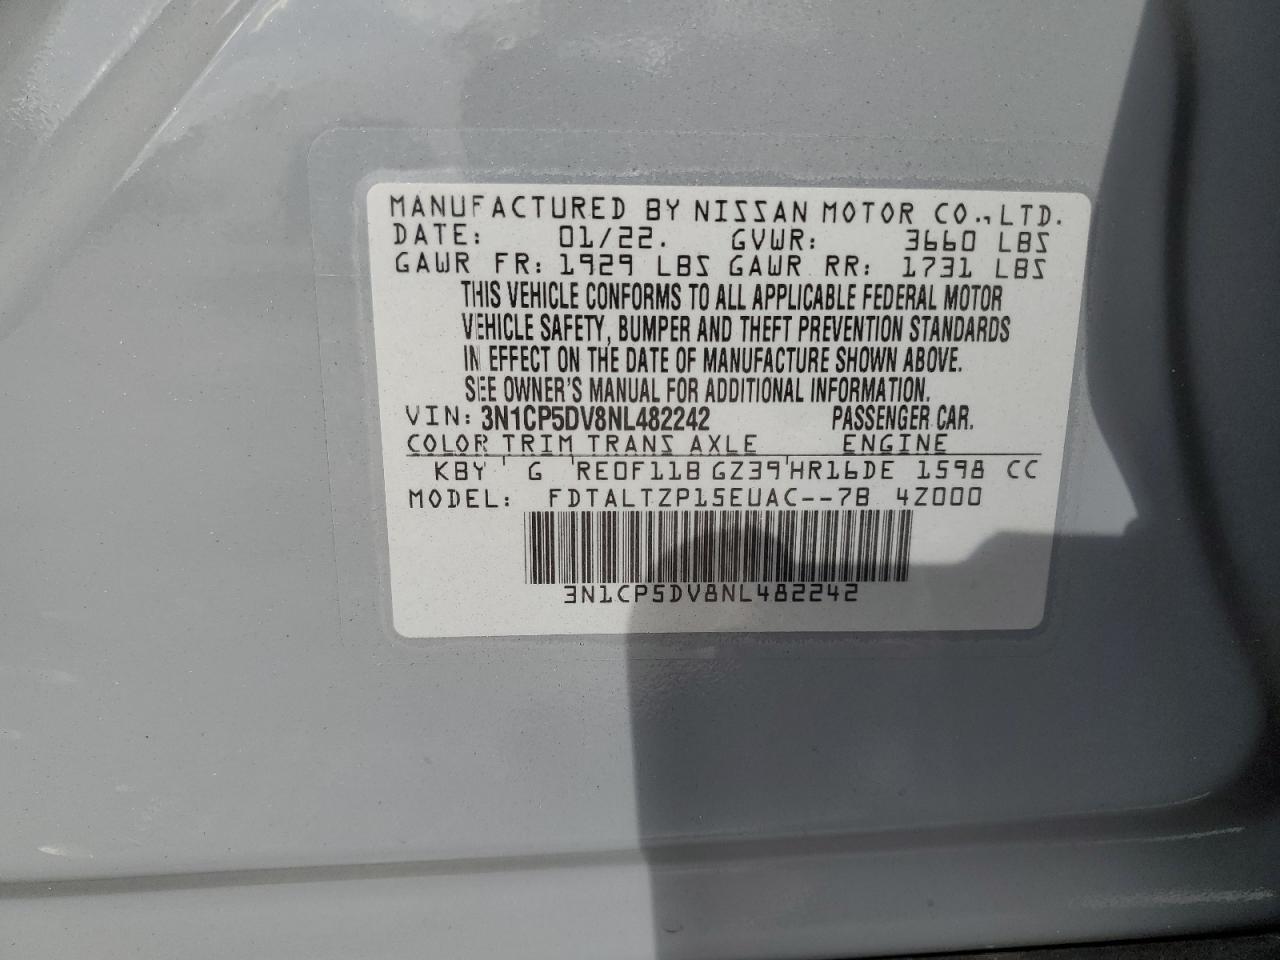 MANUFACTURED BY NISSAN MOTOR CO.,LTD.
DATE: 01/22. GVWR: 3660 LBS
GAWR FR: 1929 LBS GAWR RR: 1731 LBS
THIS VEHICLE CONFORMS TO ALL APPLICABLE FEDERAL MOTOR
VEHICLE SAFETY, BUMPER AND THEFT PREVENTION STANDARDS
IN EFFECT ON THE DATE OF MANUFACTURE SHOWN ABOVE.
SEE OWNER'S MANUAL FOR ADDITIONAL INFORMATION.
VIN: 3N1CP5DV8NL482242 PASSENGER CAR.
COLOR TRIM TRANS AXLE ENGINE
KBY G RE0F11B GZ39 HR16DE 1598 CC
MODEL: FDTALTZP15EUAC--7B 4Z000
3N1CP5DV8NL482242